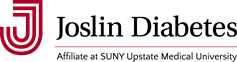 Joslin Diabetes
Affiliate at SUNY Upstate Medical University